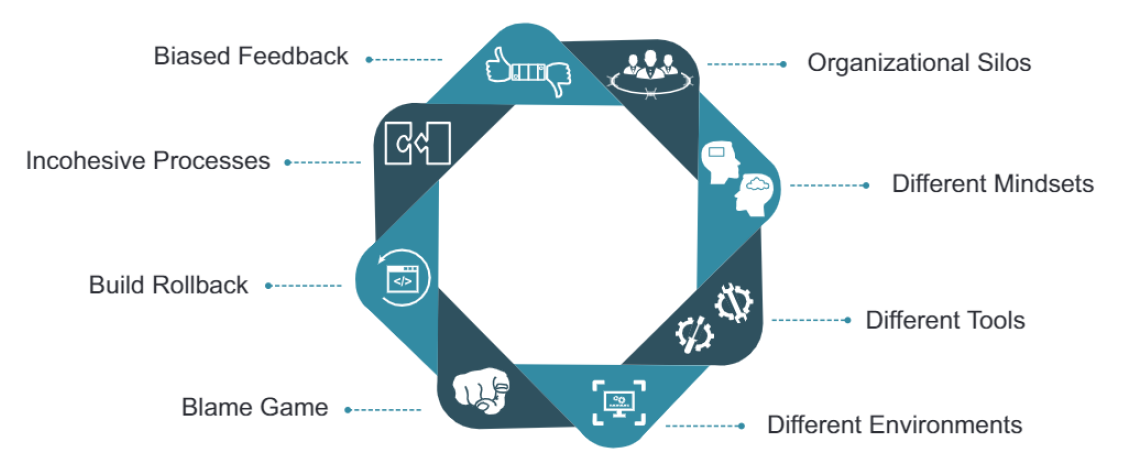 Biased Feedback
Organizational Silos
Incohesive Processes
Different Mindsets
Build Rollback
</>
Different Tools
Blame Game
Different Environments